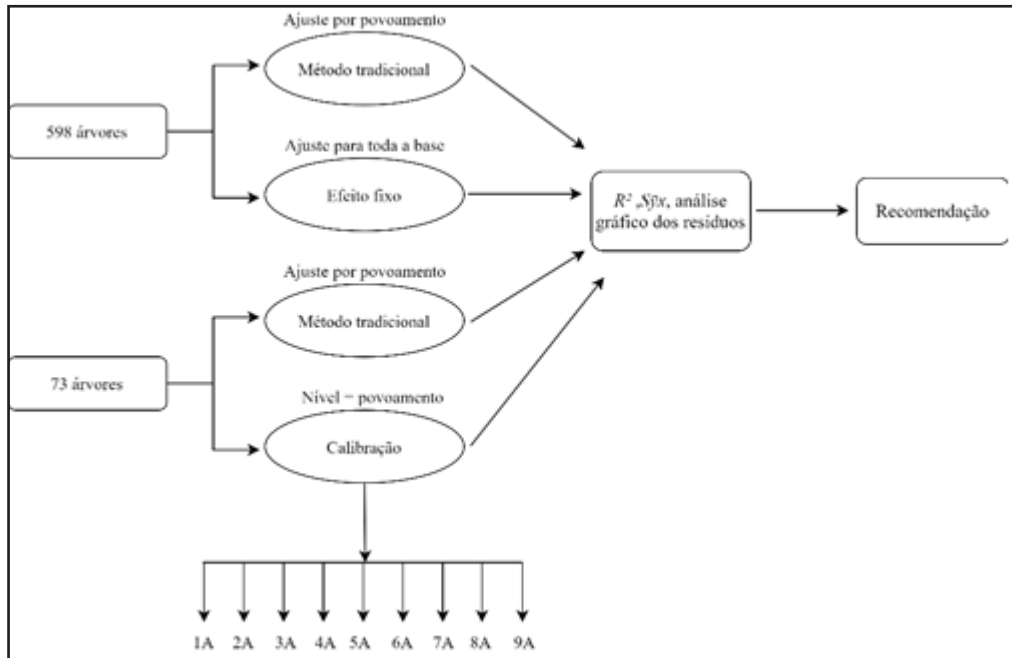 Ajuste por povoamento
Método tradicional
598 árvores
Ajuste para toda a base
Efeito fixo
R² ,Sŷx, análise
gráfico dos resíduos
Recomendação
Ajuste por povoamento
Método tradicional
73 árvores
Nível = povoamento
Calibração
1A 2A 3A 4A 5A 6A 7A 8A 9A